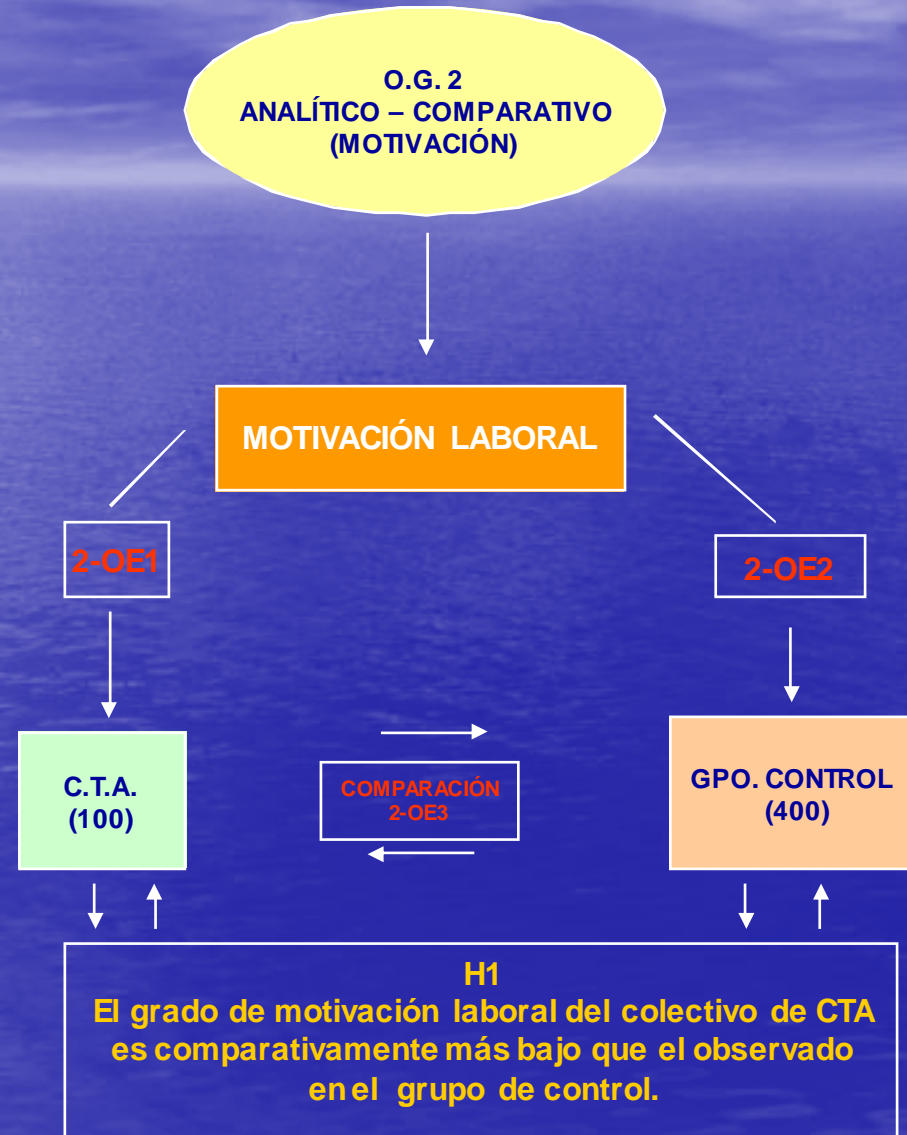 O.G. 2
ANALÍTICO – COMPARATIVO
(MOTIVACIÓN)
MOTIVACIÓN LABORAL
2-OE1
2-OE2
C.T.A.
(100)
COMPARACIÓN
2-OE3
GPO. CONTROL
(400)
H1
El grado de motivación laboral del colectivo de CTA
es comparativamente más bajo que el observado
en el grupo de control.